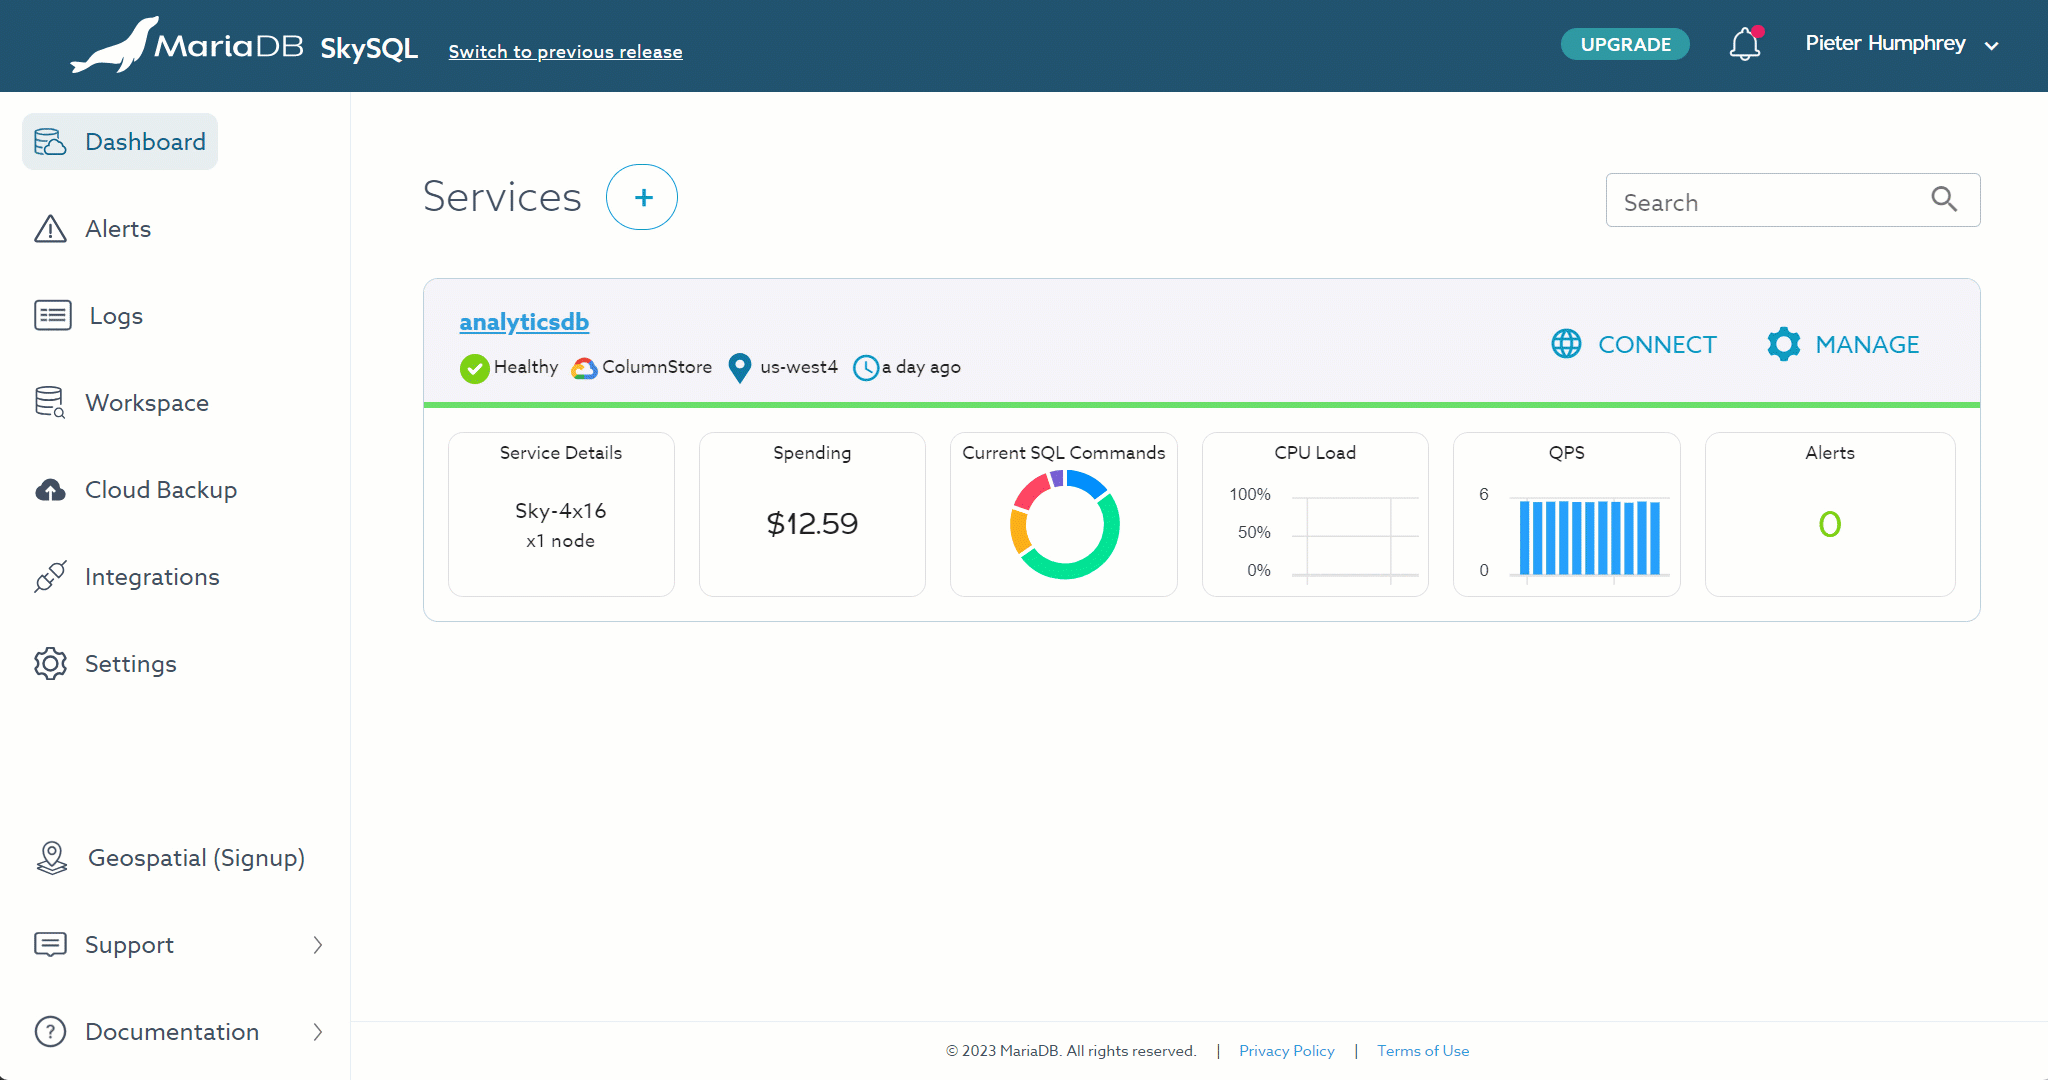 MariaDB SkySQL Switch to previous release UPGRADE Pieter Humphrey
Dashboard
Alerts
Logs
Workspace
Cloud Backup
Integrations
Settings
Geospatial (Signup)
Support
Documentation
Services +
Search
analyticsdb
Healthy ColumnStore us-west4 a day ago
CONNECT MANAGE
Service Details
Sky-4x16
x1 node
Spending
$12.59
Current SQL Commands
CPU Load
100%
50%
0%
QPS
6
0
Alerts
0
© 2023 MariaDB. All rights reserved. | Privacy Policy | Terms of Use